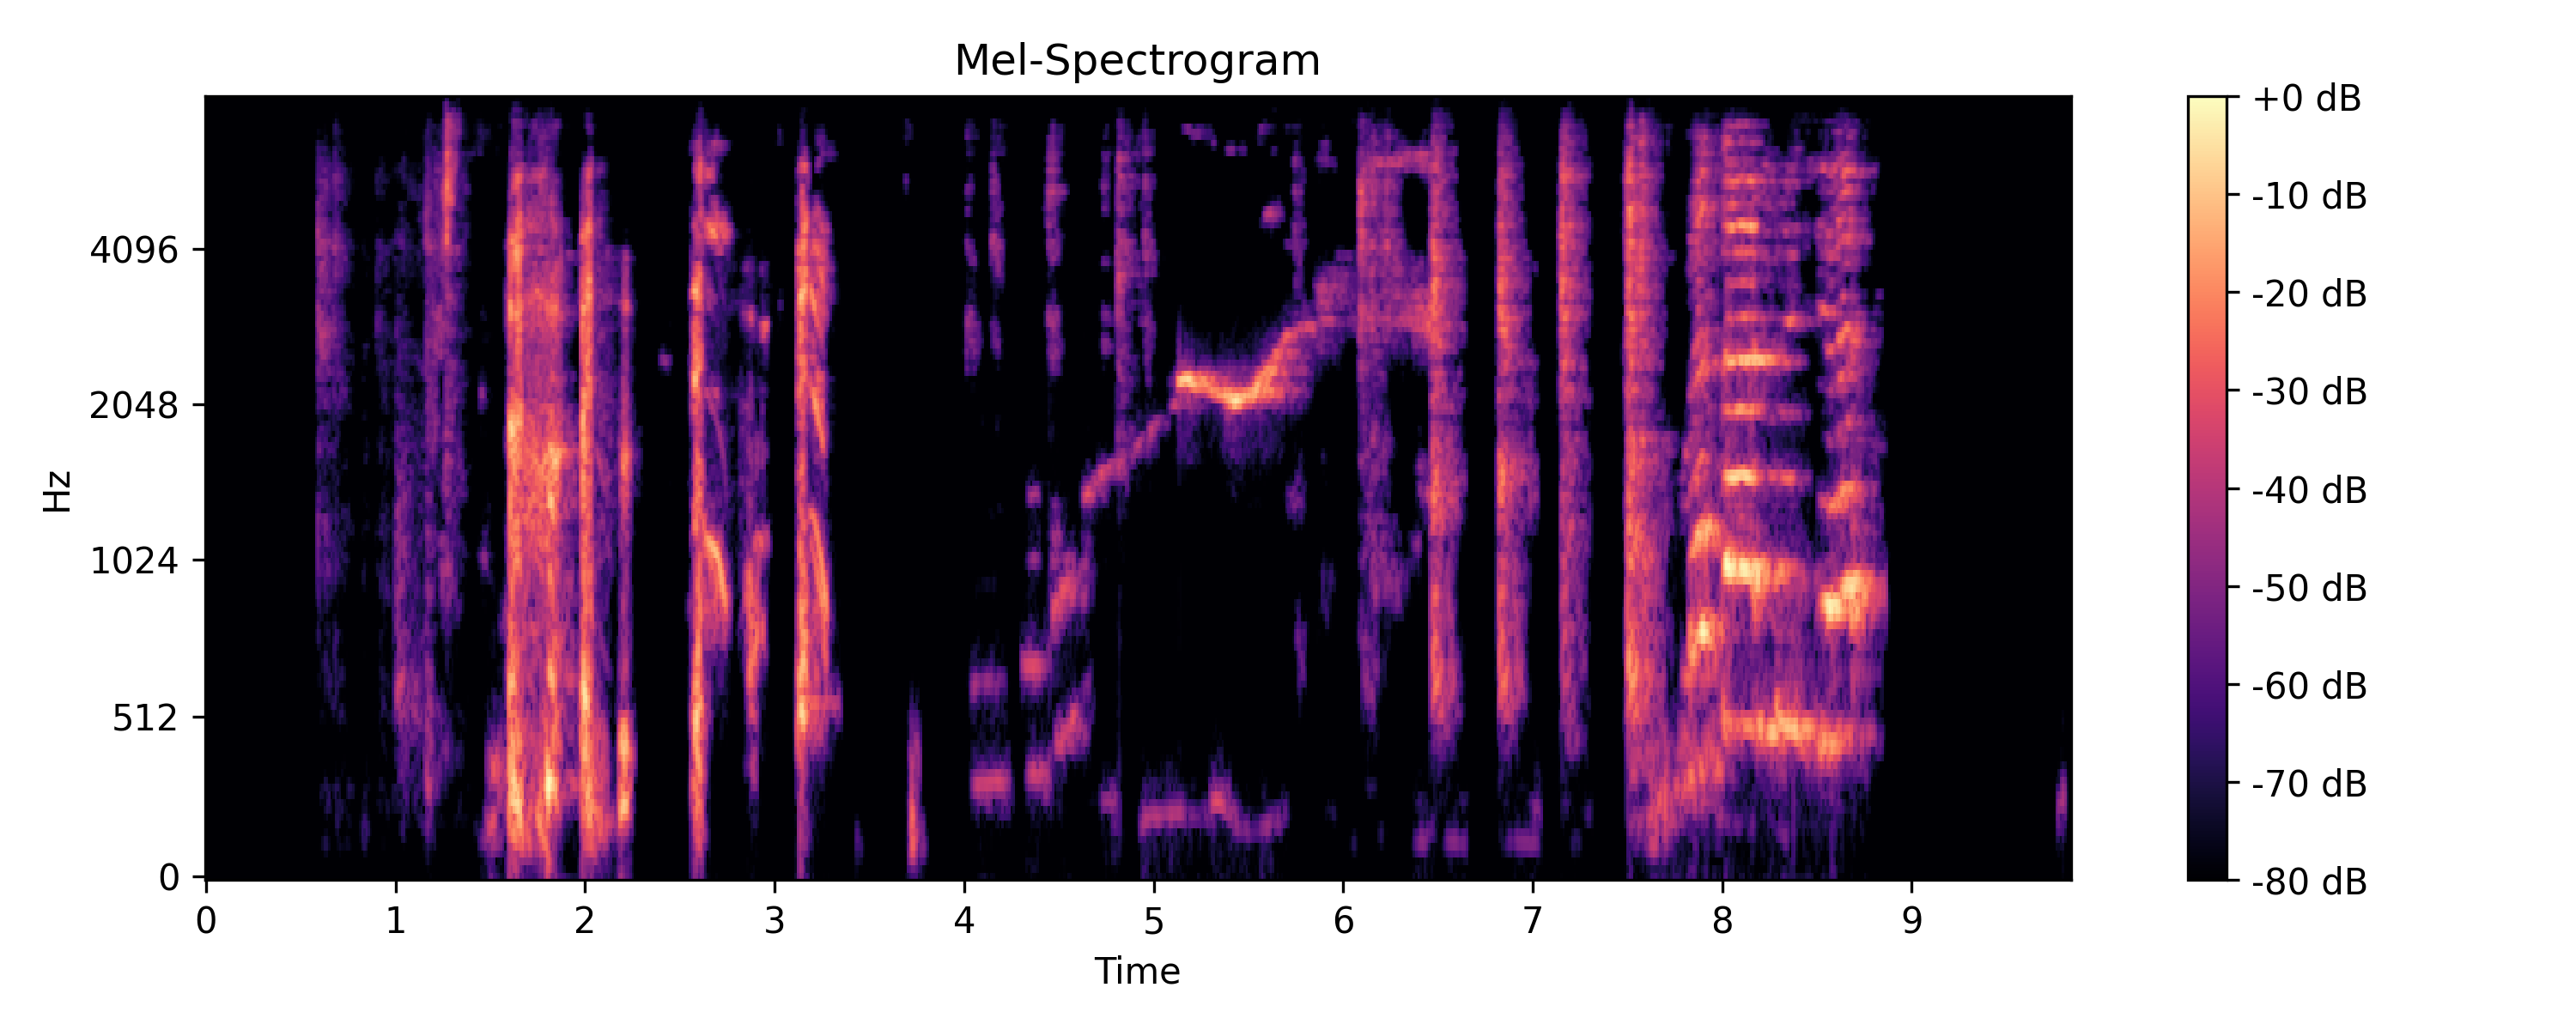 Mel-Spectrogram
+0 dB
-10 dB
-20 dB
-30 dB
-40 dB
-50 dB
-60 dB
-70 dB
-80 dB
4096
2048
1024
512
0
Hz
0 1 2 3 4 5 6 7 8 9
Time